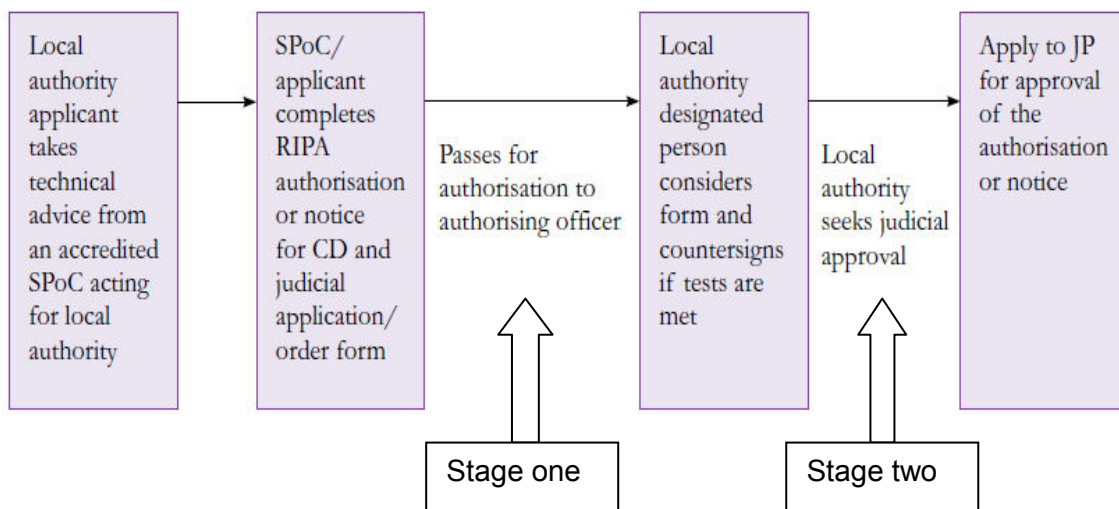 Local
authority
applicant
takes
technical
advice from
an accredited
SPoC acting
for local
authority
SPoC/
applicant
completes
RIPA
authorisation
or notice
for CD and
judicial
application/
order form
Passes for
authorisation to
authorising officer
Local
authority
designated
person
considers
form and
countersigns
if tests are
met
Local
authority
seeks judicial
approval
Apply to JP
for approval
of the
authorisation
or notice
Stage one
Stage two